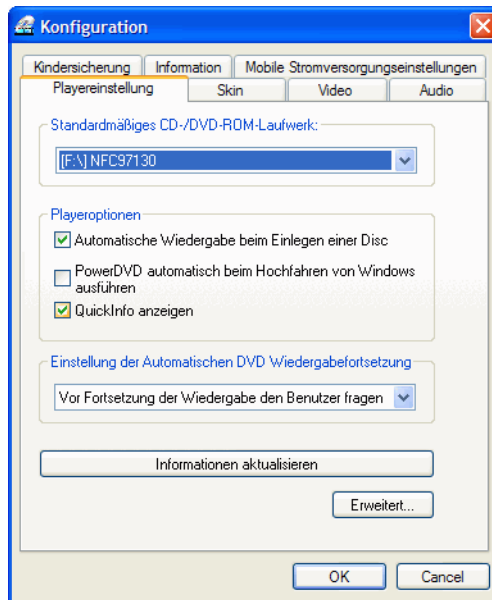 Konfiguration
Kindersicherung Information Mobile Stromversorgungseinstellungen
Playereinstellung Skin Video Audio
Standardmäßiges CD-/DVD-ROM-Laufwerk:
[F:\] NFC97130
Playeroptionen
Automatische Wiedergabe beim Einlegen einer Disc
PowerDVD automatisch beim Hochfahren von Windows
ausführen
QuickInfo anzeigen
Einstellung der Automatischen DVD Wiedergabefortsetzung
Vor Fortsetzung der Wiedergabe den Benutzer fragen
Informationen aktualisieren
Erweitert...
OK Cancel